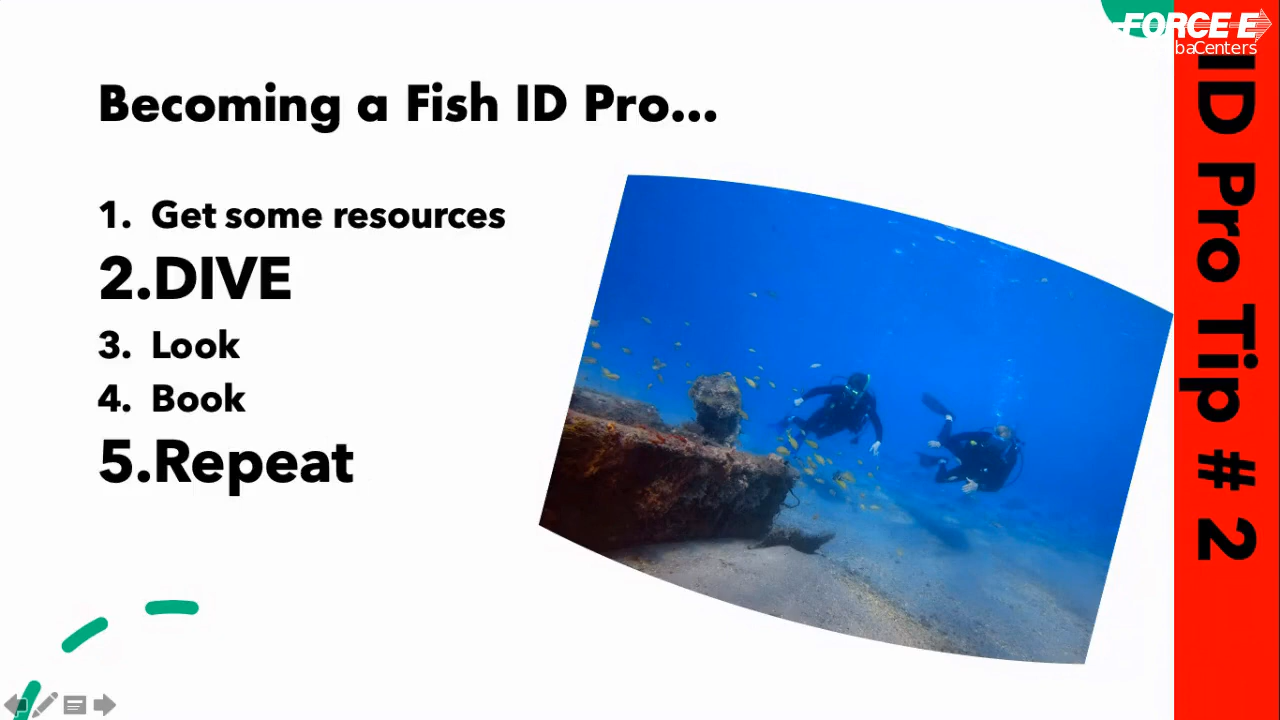 FORCE-E
baCenters
Becoming a Fish ID Pro...
1. Get some resources
2.DIVE
3. Look
4. Book
5.Repeat
ID Pro Tip # 2